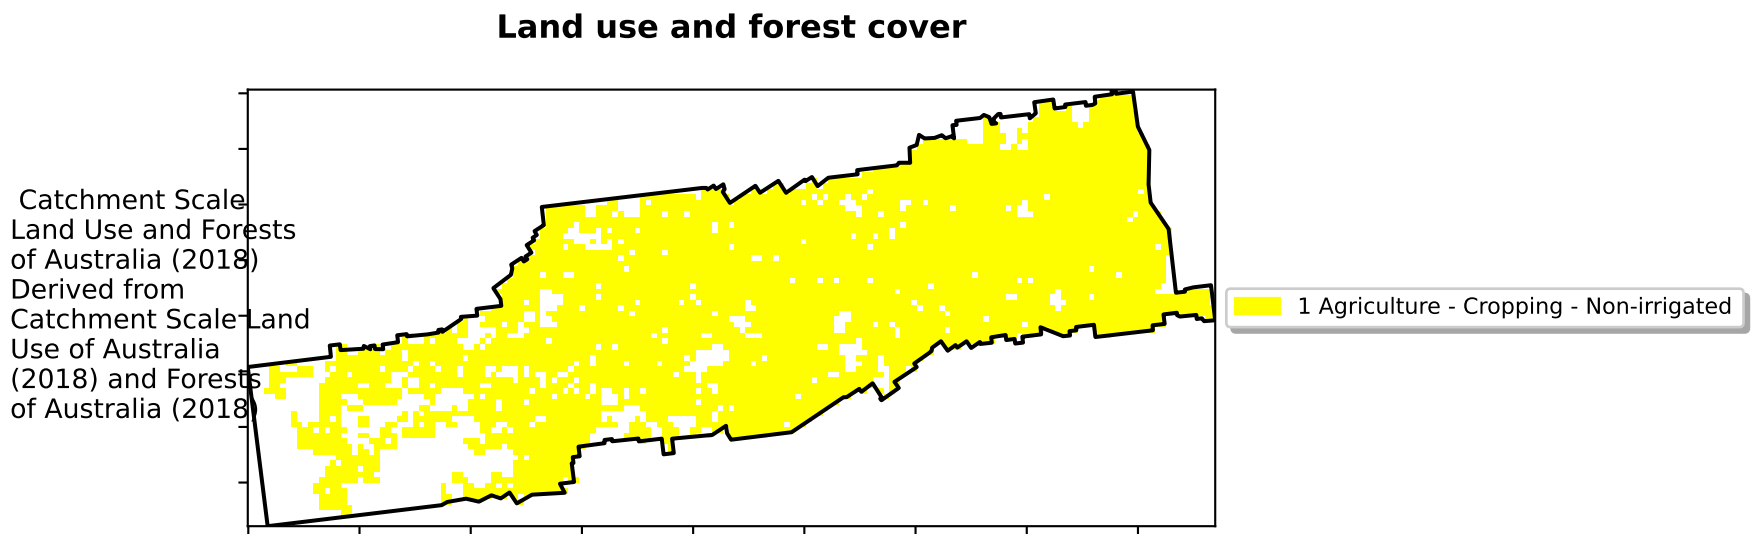 Land use and forest cover
Catchment Scale
Land Use and Forests
of Australia (2018)
Derived from
Catchment Scale Land
Use of Australia
(2018) and Forests
of Australia (2018)
1 Agriculture - Cropping - Non-irrigated